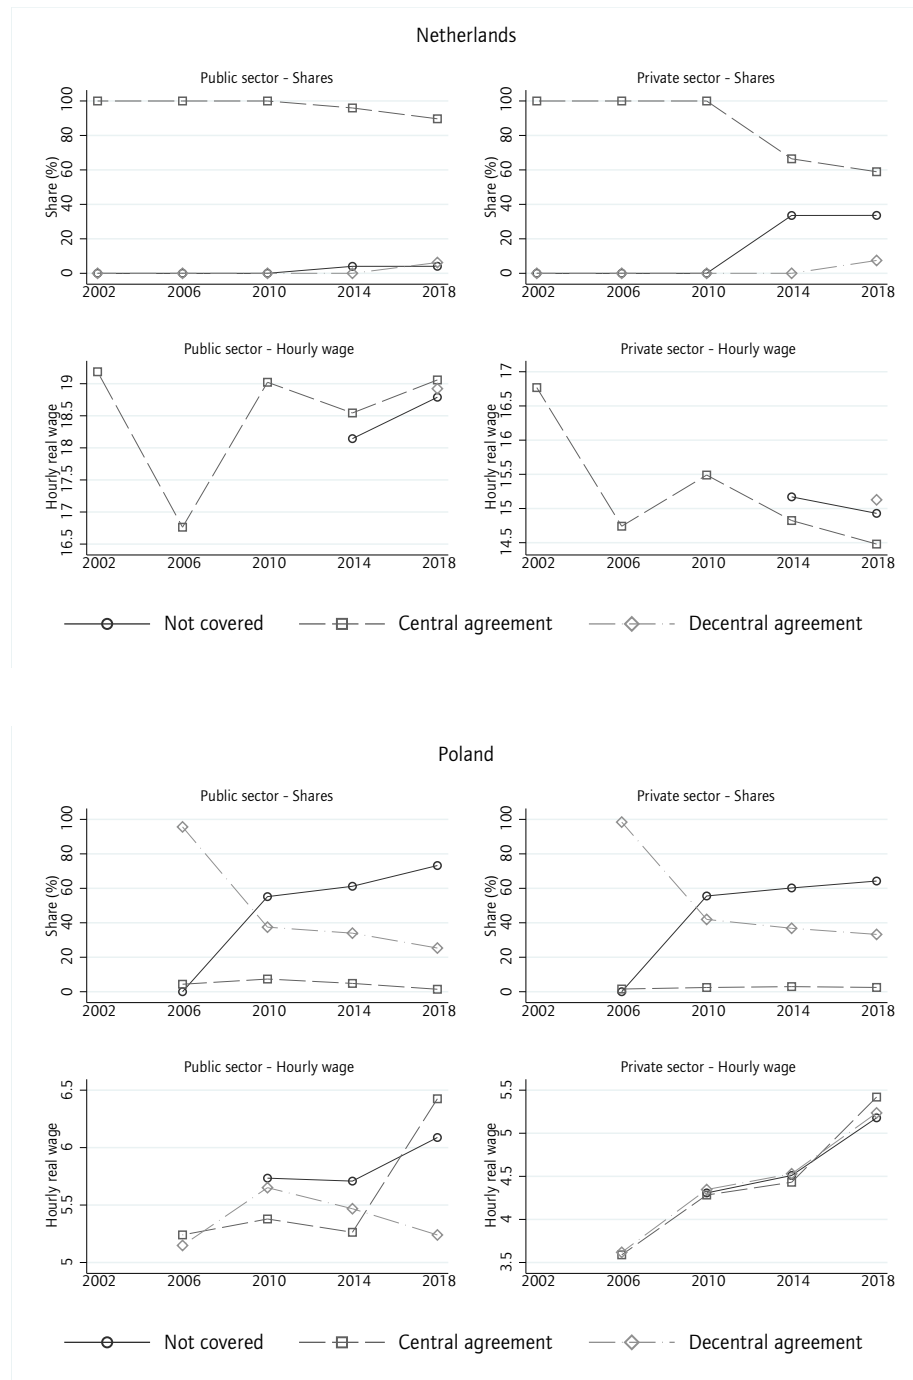 Netherlands
Public sector - Shares
Private sector - Shares
Share (%)
100
80
60
40
20
0
2002 2006 2010 2014 2018
Share (%)
100
80
60
40
20
0
2002 2006 2010 2014 2018
Public sector - Hourly wage
Private sector - Hourly wage
Hourly real wage
19
18.5
18
17.5
17
16.5
2002 2006 2010 2014 2018
Hourly real wage
17
16.5
16
15.5
15
14.5
2002 2006 2010 2014 2018
Not covered Central agreement Decentral agreement
Poland
Public sector - Shares
Private sector - Shares
Share (%)
100
80
60
40
20
0
2002 2006 2010 2014 2018
Share (%)
100
80
60
40
20
0
2002 2006 2010 2014 2018
Public sector - Hourly wage
Private sector - Hourly wage
Hourly real wage
6.5
6
5.5
5
2002 2006 2010 2014 2018
Hourly real wage
5.5
5
4.5
4
3.5
2002 2006 2010 2014 2018
Not covered Central agreement Decentral agreement